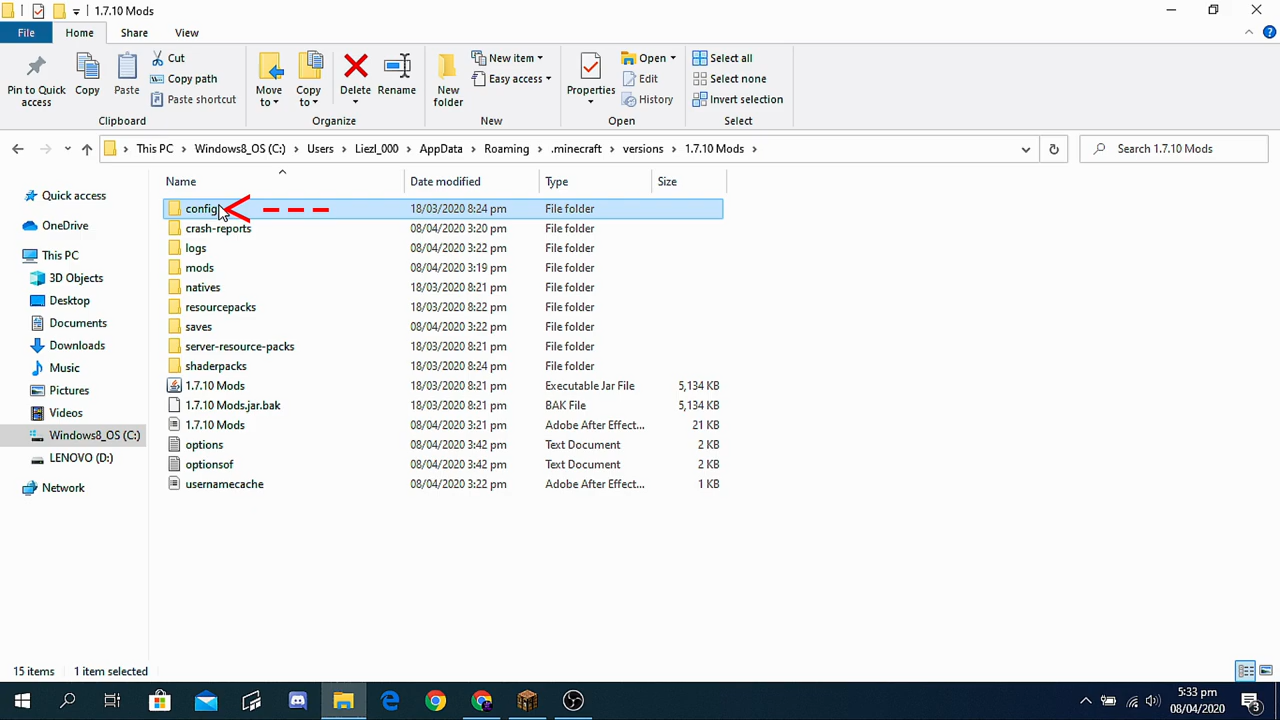 1.7.10 Mods
File Home Share View
Pin to Quick access
Copy
Paste
Cut
Copy path
Paste shortcut
Clipboard
Move to
Copy to
Delete
Rename
Organize
New folder
New item
Easy access
New
Properties
Open
Edit
History
Open
Select all
Select none
Invert selection
Select
This PC Windows8_OS (C:) Users Liezl_000 AppData Roaming .minecraft versions 1.7.10 Mods
Search 1.7.10 Mods
Quick access
OneDrive
This PC
3D Objects
Desktop
Documents
Downloads
Music
Pictures
Videos
Windows8_OS (C:)
LENOVO (D:)
Network
Name Date modified Type Size
config 18/03/2020 8:24 pm File folder
crash-reports 08/04/2020 3:20 pm File folder
logs 08/04/2020 3:22 pm File folder
mods 08/04/2020 3:19 pm File folder
natives 18/03/2020 8:21 pm File folder
resourcepacks 18/03/2020 8:22 pm File folder
saves 08/04/2020 3:22 pm File folder
server-resource-packs 08/04/2020 3:22 pm File folder
shaderpacks 18/03/2020 8:24 pm File folder
1.7.10 Mods 18/03/2020 8:21 pm Executable Jar File 5,134 KB
1.7.10 Mods.jar.bak 18/03/2020 8:21 pm BAK File 5,134 KB
1.7.10 Mods 08/04/2020 3:21 pm Adobe After Effect... 21 KB
options 08/04/2020 3:42 pm Text Document 2 KB
optionsof 08/04/2020 3:42 pm Text Document 2 KB
usernamecache 08/04/2020 3:22 pm Adobe After Effect... 1 KB
15 items 1 item selected
5:33 pm
08/04/2020
3